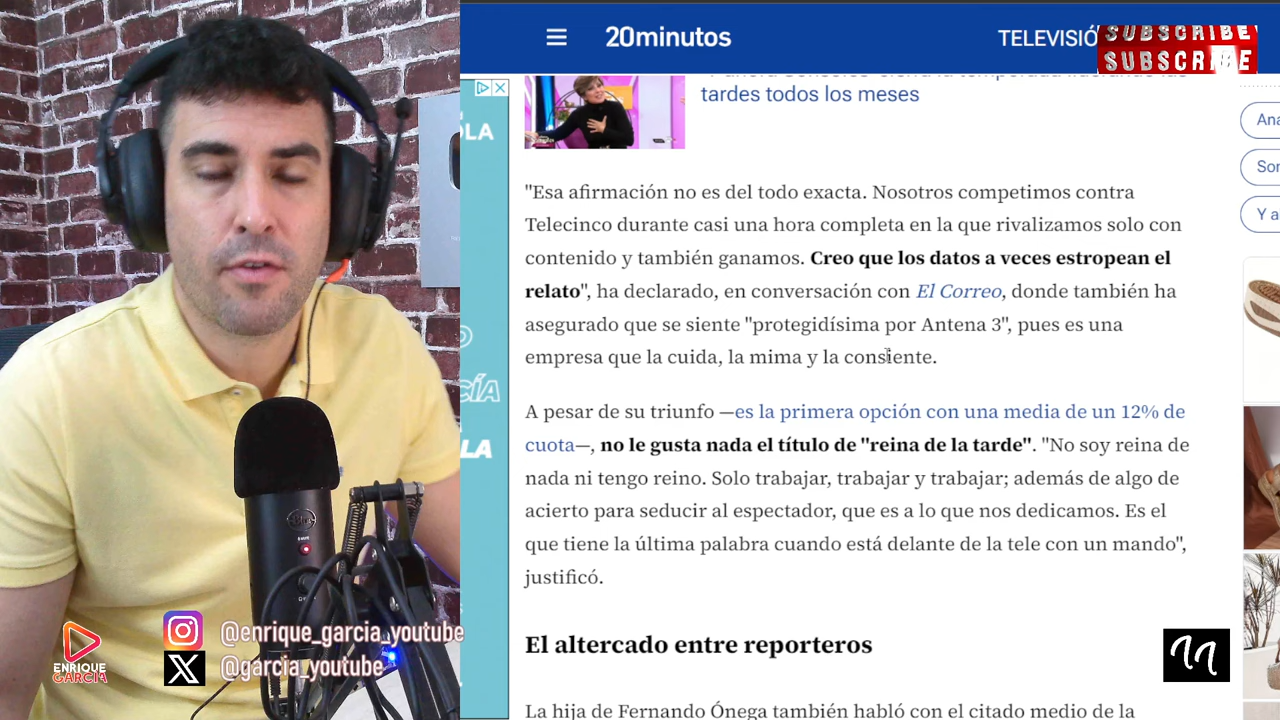 20minutos
TELEVISIÓ
SUBSCRIBE
SUBSCRIBE
tardes todos los meses
"Esa afirmación no es del todo exacta. Nosotros competimos contra
Telecinco durante casi una hora completa en la que rivalizamos solo con
contenido y también ganamos. Creo que los datos a veces estropean el
relato", ha declarado, en conversación con El Correo, donde también ha
asegurado que se siente "protegidísima por Antena 3", pues es una
empresa que la cuida, la mima y la consiente.
A pesar de su triunfo —es la primera opción con una media de un 12% de
cuota—, no le gusta nada el título de "reina de la tarde". "No soy reina de
nada ni tengo reino. Solo trabajar, trabajar y trabajar; además de algo de
acierto para seducir al espectador, que es a lo que nos dedicamos. Es el
que tiene la última palabra cuando está delante de la tele con un mando",
justificó.
El altercado entre reporteros
La hija de Fernando Ónega también habló con el citado medio de la
Ana
Son
Y a
OLA
CÍA
LA
ENRIQUE
GARCIA
@enrique_garcia_youtube
@garcia_youtube